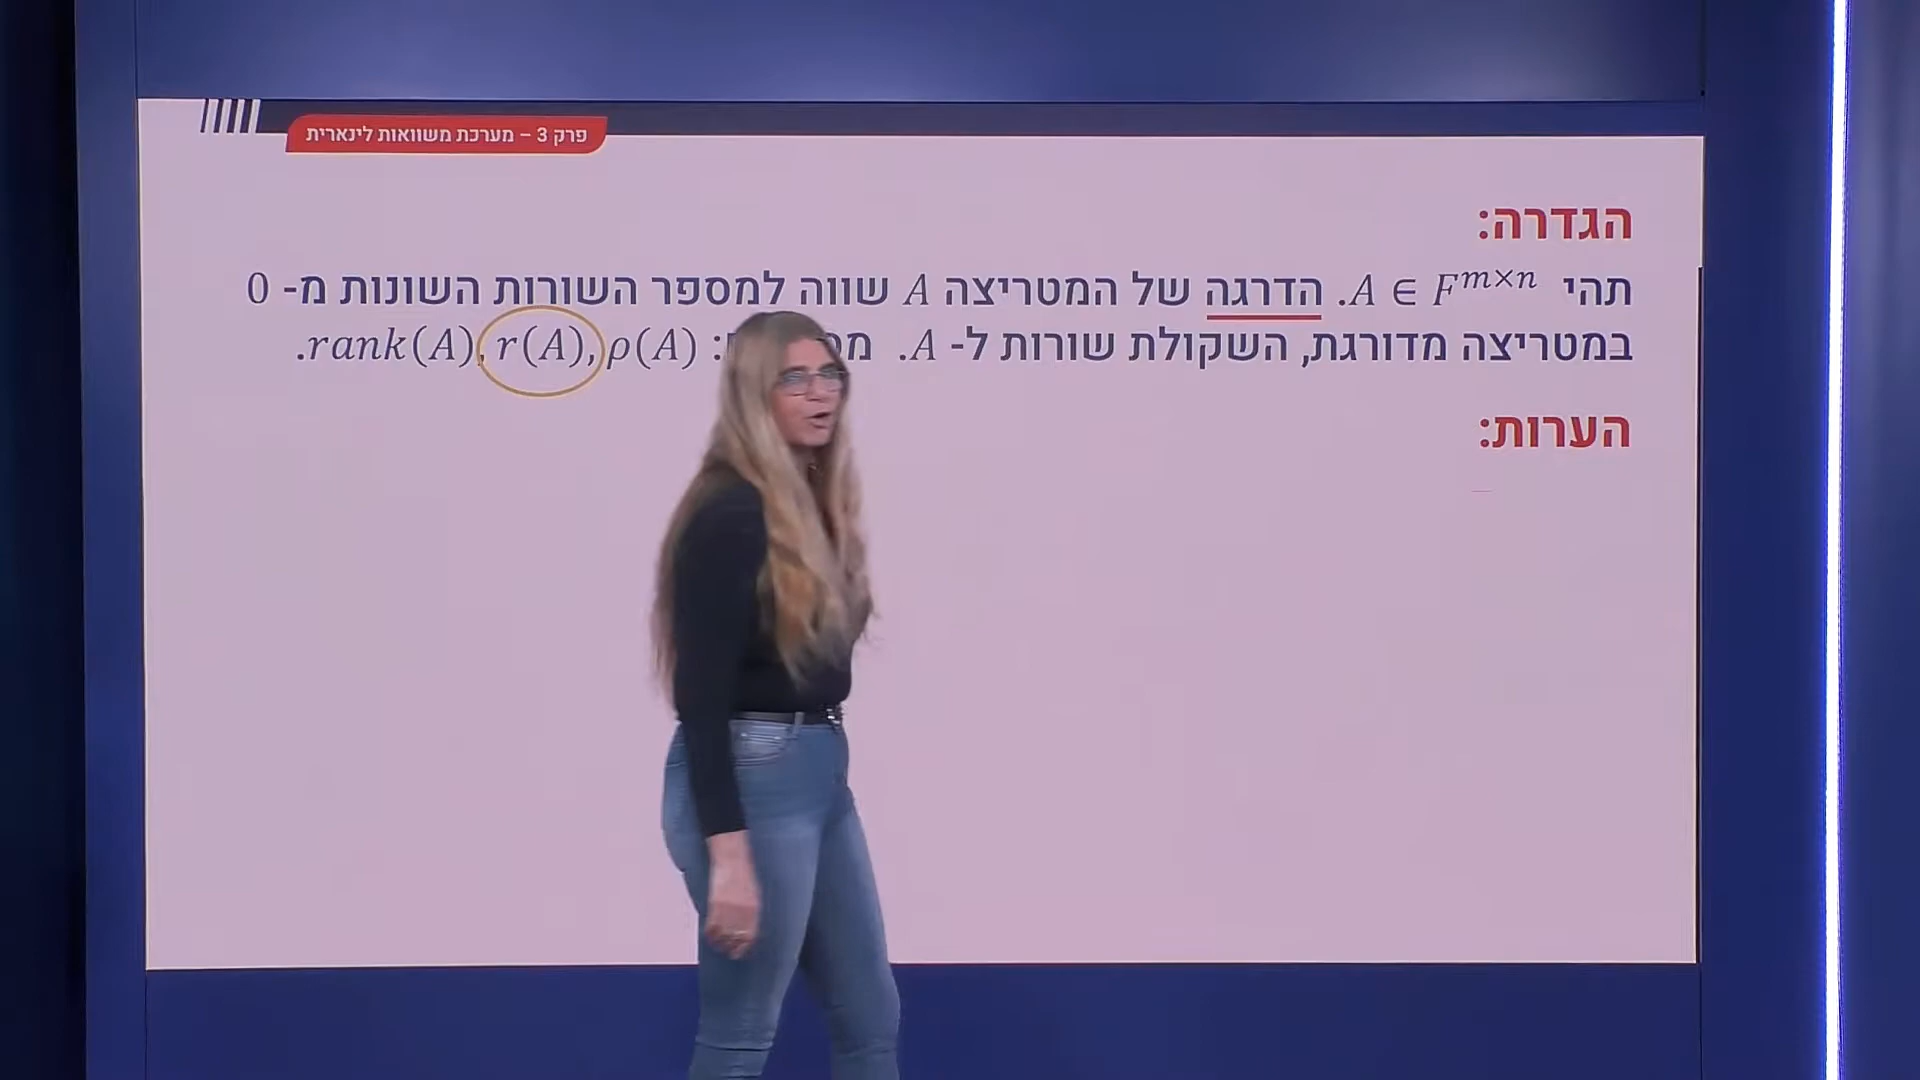 פרק 3 – מערכת משוואות לינארית
הגדרה:
תהי A ∈ F^{m×n}. הדרגה של המטריצה A שווה למספר השורות השונות מ- 0
במטריצה מדורגת, השקולת שורות ל- A. rank(A), r(A), ρ(A) :
הערות: